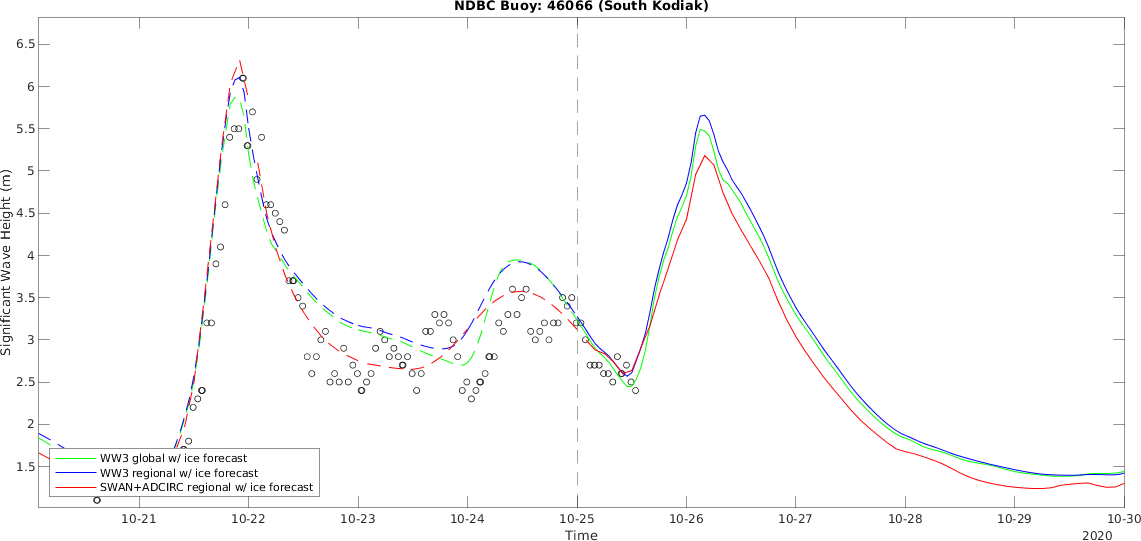 NDBC Buoy: 46066 (South Kodiak)
6.5
6
5.5
5
4.5
4
3.5
3
2.5
2
1.5
Significant Wave Height (m)
WW3 global w/ ice forecast
WW3 regional w/ ice forecast
SWAN+ADCIRC regional w/ ice forecast
10-21 10-22 10-23 10-24 10-25 10-26 10-27 10-28 10-29 10-30
Time 2020